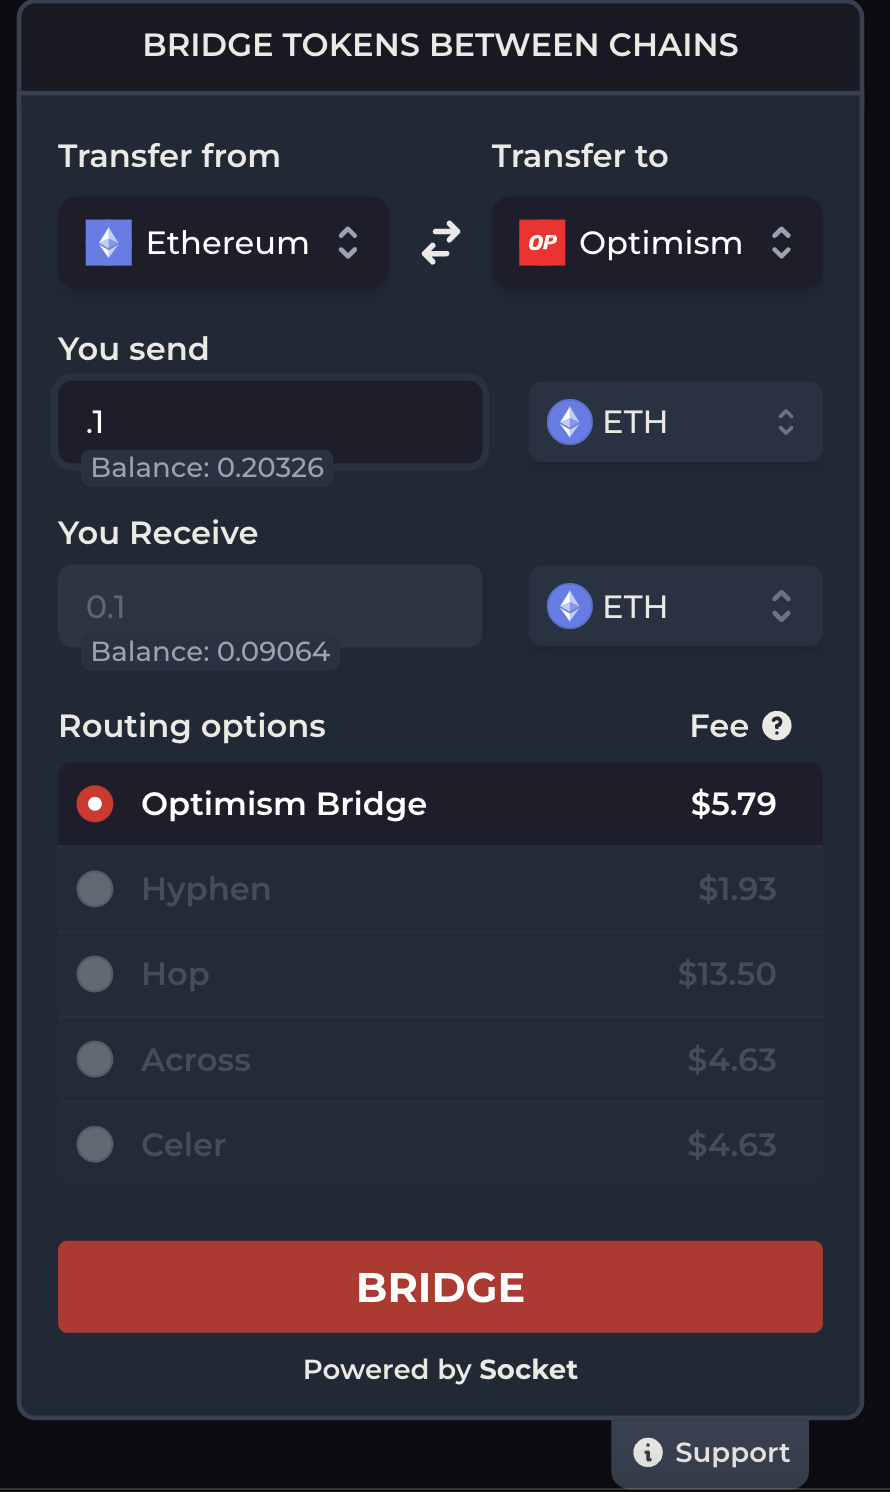 BRIDGE TOKENS BETWEEN CHAINS
Transfer from
Transfer to
Ethereum
OP Optimism
You send
.1
ETH
Balance: 0.20326
You Receive
0.1
ETH
Balance: 0.09064
Routing options
Fee ?
Optimism Bridge $5.79
Hyphen $1.93
Hop $13.50
Across $4.63
Celer $4.63
BRIDGE
Powered by Socket
i Support